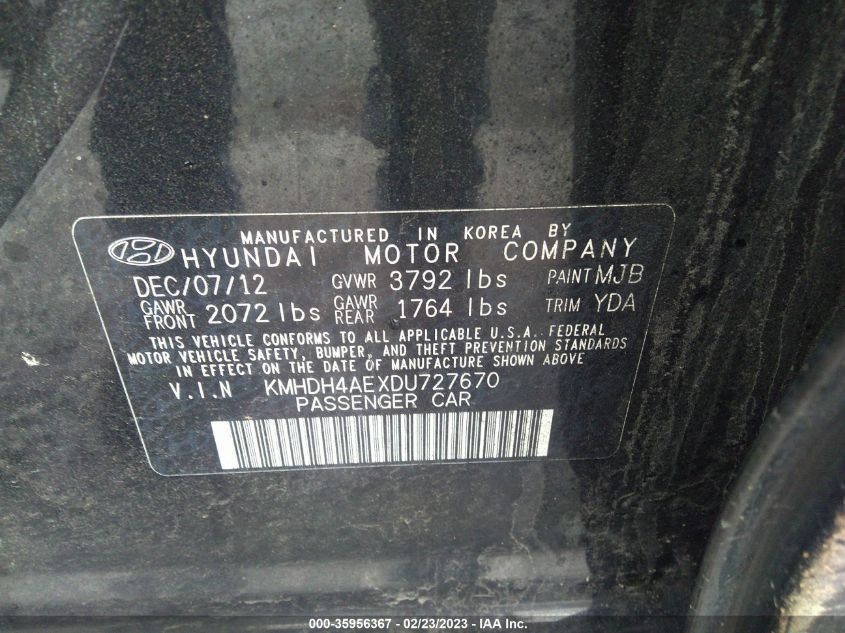 MANUFACTURED IN KOREA BY
HYUNDAI MOTOR COMPANY
DEC/07/12 GVWR 3792 lbs PAINT MJB
GAWR FRONT 2072 lbs GAWR REAR 1764 lbs TRIM YDA
THIS VEHICLE CONFORMS TO ALL APPLICABLE U.S.A. FEDERAL
MOTOR VEHICLE SAFETY, BUMPER, AND THEFT PREVENTION STANDARDS
IN EFFECT ON THE DATE OF MANUFACTURE SHOWN ABOVE
V.I.N KMHDH4AEXDU727670
PASSENGER CAR
000-35956367 - 02/23/2023 - IAA Inc.